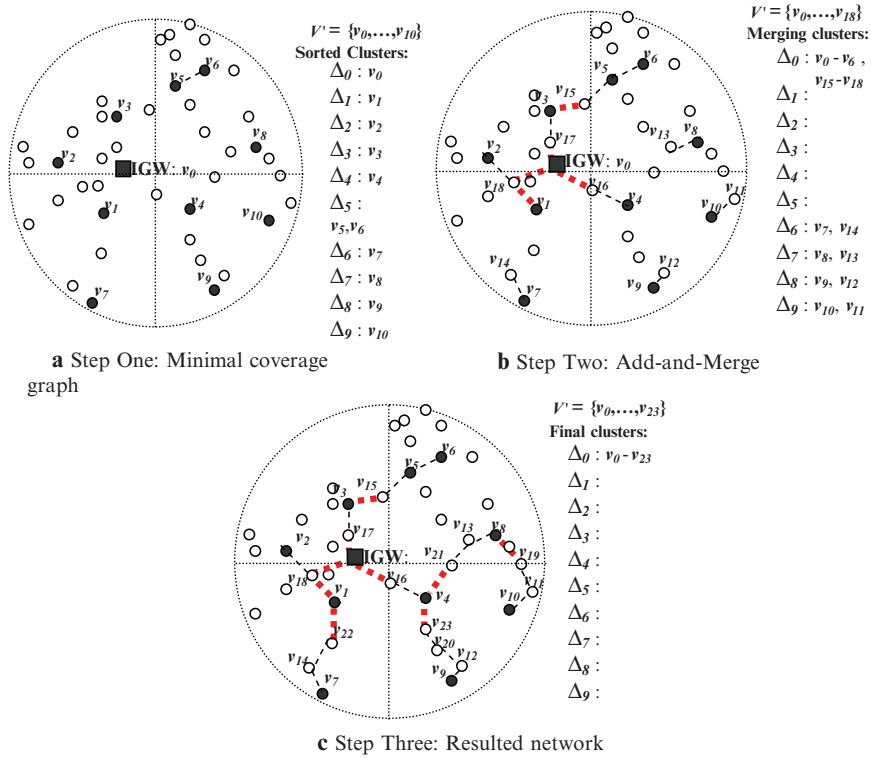 V' = {v0,…,v10}
Sorted Clusters:
Δ0 : v0
Δ1 : v1
Δ2 : v2
Δ3 : v3
Δ4 : v4
Δ5 :
v5,v6
Δ6 : v7
Δ7 : v8
Δ8 : v9
Δ9 : v10
v6
v5
v3
v8
v2
IGW: v0
v1
v4
v10
v9
v7
a Step One: Minimal coverage
graph
V' = {v0,…,v18}
Merging clusters:
Δ0 : v0 - v6 ,
v15-v18
Δ1 :
Δ2 :
Δ3 :
Δ4 :
Δ5 :
Δ6 : v7, v14
Δ7 : v8, v13
Δ8 : v9, v12
Δ9 : v10, v11
v6
v5
v15
v3
v13
v8
v17
v2
IGW: v0
v18
v16
v11
v1
v4
v10
v14
v12
v9
v7
b Step Two: Add-and-Merge
V' = {v0,…,v23}
Final clusters:
Δ0 : v0 - v23
Δ1 :
Δ2 :
Δ3 :
Δ4 :
Δ5 :
Δ6 :
Δ7 :
Δ8 :
Δ9 :
v6
v5
v15
v3
v13
v8
v17
v2
IGW:
v21
v19
v18
v16
v11
v1
v4
v10
v22
v23
v20
v14
v12
v9
v7
c Step Three: Resulted network